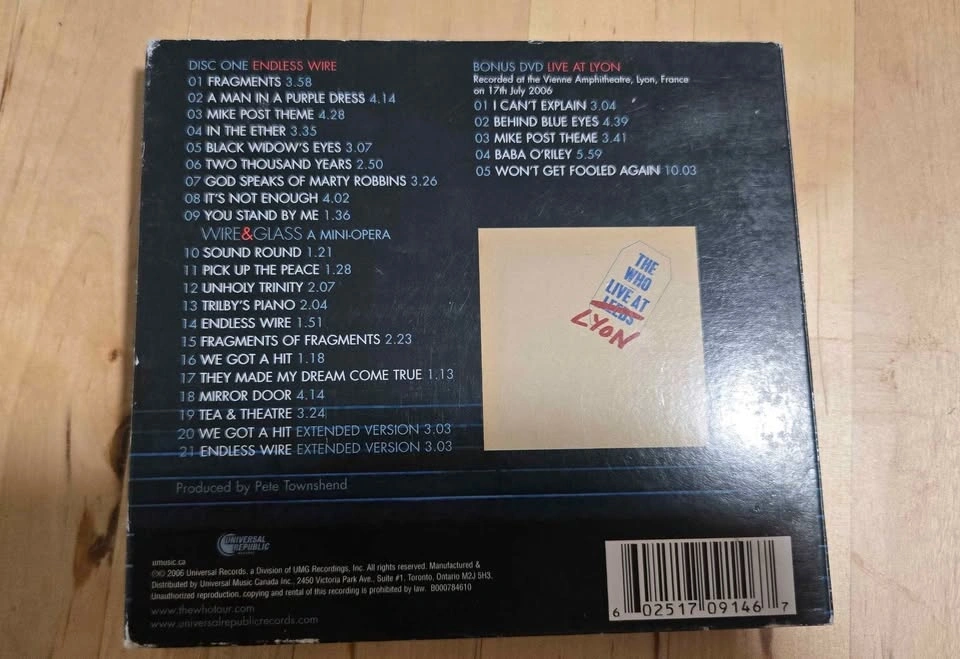 DISC ONE ENDLESS WIRE
01 FRAGMENTS 3.58
02 A MAN IN A PURPLE DRESS 4.14
03 MIKE POST THEME 4.28
04 IN THE ETHER 3.35
05 BLACK WIDOW'S EYES 3.07
06 TWO THOUSAND YEARS 2.50
07 GOD SPEAKS OF MARTY ROBBINS 3.26
08 IT'S NOT ENOUGH 4.02
09 YOU STAND BY ME 1.36
WIRE&GLASS A MINI-OPERA
10 SOUND ROUND 1.21
11 PICK UP THE PEACE 1.28
12 UNHOLY TRINITY 2.07
13 TRILBY'S PIANO 2.04
14 ENDLESS WIRE 1.51
15 FRAGMENTS OF FRAGMENTS 2.23
16 WE GOT A HIT 1.18
17 THEY MADE MY DREAM COME TRUE 1.13
18 MIRROR DOOR 4.14
19 TEA & THEATRE 3.24
20 WE GOT A HIT EXTENDED VERSION 3.03
21 ENDLESS WIRE EXTENDED VERSION 3.03
Produced by Pete Townshend
BONUS DVD LIVE AT LYON
Recorded at the Vienne Amphitheatre, Lyon, France
on 17th July 2006
01 I CAN'T EXPLAIN 3.04
02 BEHIND BLUE EYES 4.39
03 MIKE POST THEME 3.41
04 BABA O'RILEY 5.59
05 WON'T GET FOOLED AGAIN 10.03
THE
WHO
LIVE AT
LEEDS
LYON
UNIVERSAL
REPUBLIC
RECORDS
umusic.ca
℗© 2006 Universal Records, a Division of UMG Recordings, Inc. All rights reserved. Manufactured &
Distributed by Universal Music Canada Inc., 2450 Victoria Park Ave., Suite #1, Toronto, Ontario M2J 5H3.
Unauthorized reproduction, copying and rental of this recording is prohibited by law. B000784610
www.thewhotour.com
www.universalrepublicrecords.com
6 02517 09146 7